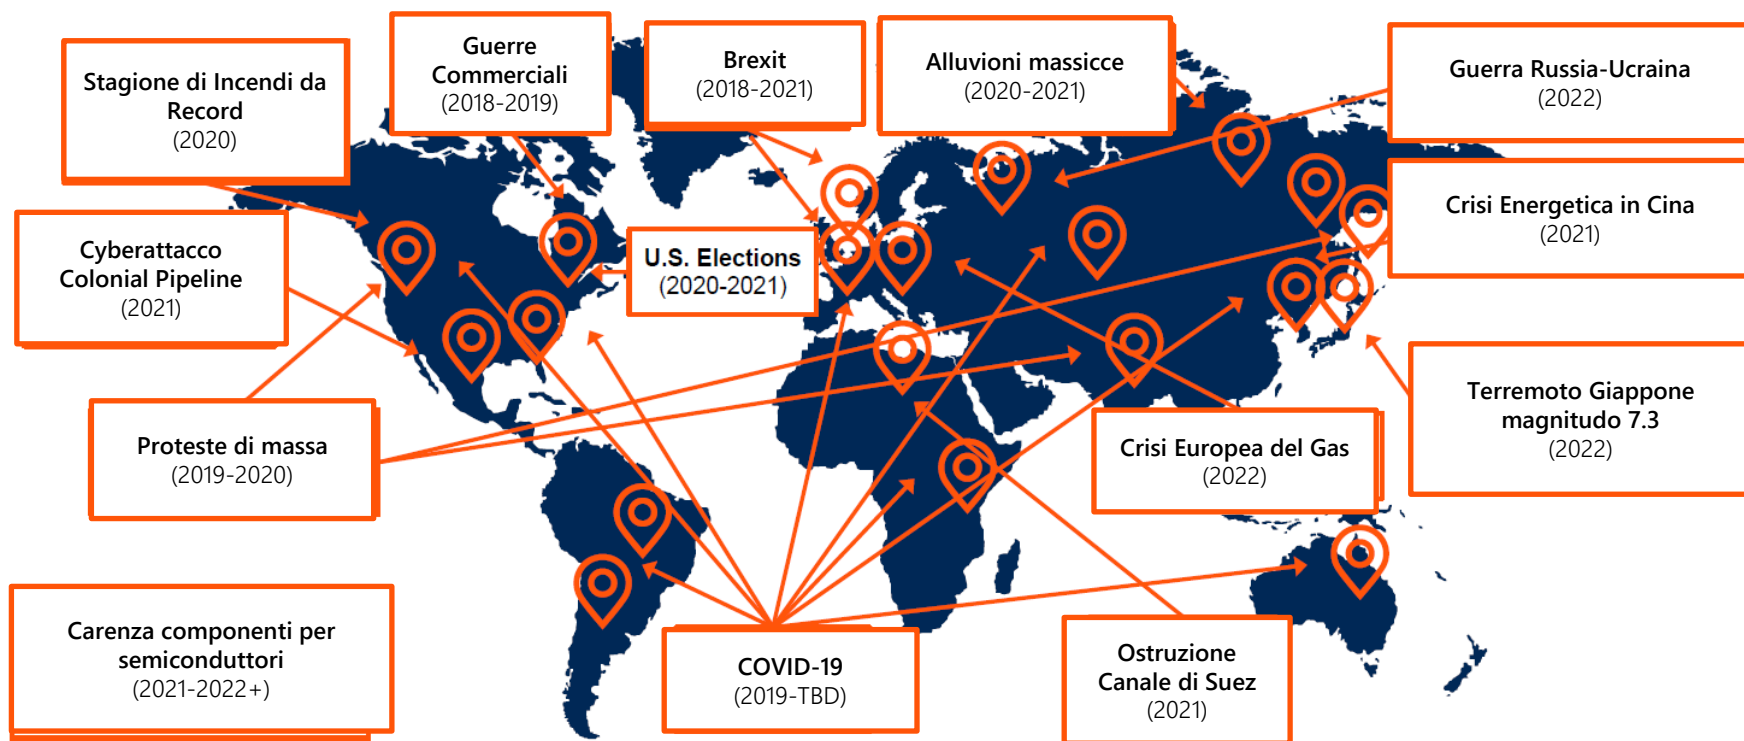 Stagione di Incendi da
Record
(2020)
Guerre
Commerciali
(2018-2019)
Brexit
(2018-2021)
Alluvioni massicce
(2020-2021)
Guerra Russia-Ucraina
(2022)
Cyberattacco
Colonial Pipeline
(2021)
U.S. Elections
(2020-2021)
Crisi Energetica in Cina
(2021)
Proteste di massa
(2019-2020)
Crisi Europea del Gas
(2022)
Terremoto Giappone
magnitudo 7.3
(2022)
Carenza componenti per
semiconduttori
(2021-2022+)
COVID-19
(2019-TBD)
Ostruzione
Canale di Suez
(2021)